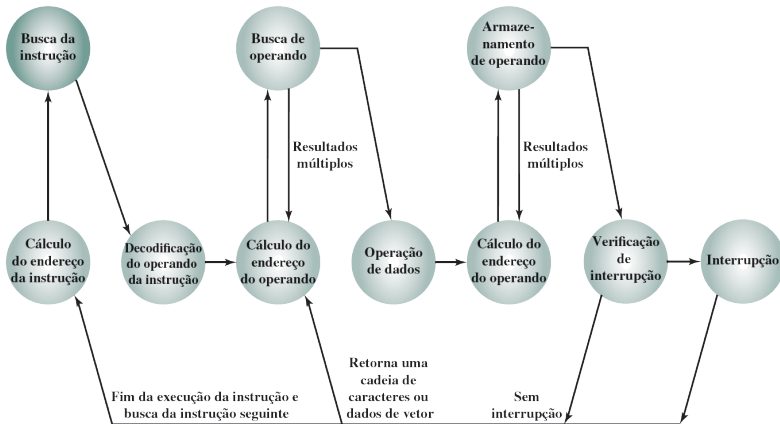 Busca da
instrução
Busca de
operando
Armaze-
namento
de operando
Resultados
múltiplos
Resultados
múltiplos
Cálculo do
endereço
da instrução
Decodificação
do operando
da instrução
Cálculo do
endereço
do operando
Operação
de dados
Cálculo do
endereço
do operando
Verificação
de
interrupção
Interrupção
Fim da execução da instrução e
busca da instrução seguinte
Retorna uma
cadeia de
caracteres ou
dados de vetor
Sem
interrupção